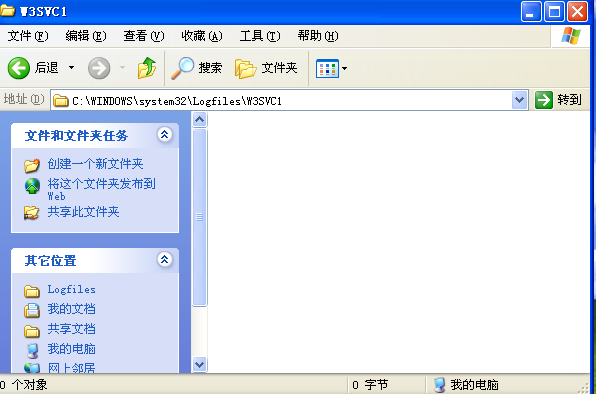 W3SVC1
文件(F) 编辑(E) 查看(V) 收藏(A) 工具(T) 帮助(H)
后退 搜索 文件夹
地址(D) C:\WINDOWS\system32\Logfiles\W3SVC1 转到
文件和文件夹任务
创建一个新文件夹
将这个文件夹发布到
Web
共享此文件夹
其它位置
Logfiles
我的文档
共享文档
我的电脑
网上邻居
0 个对象 0 字节 我的电脑